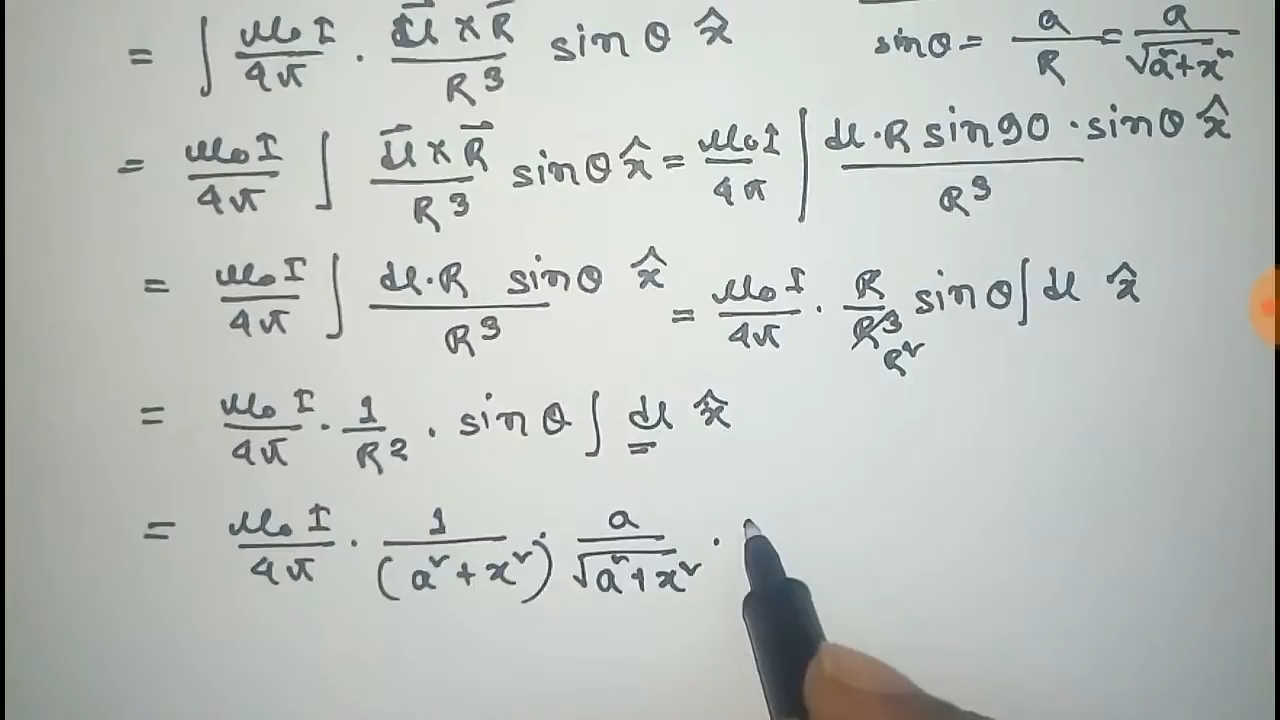 = ∫ μ₀I/4π · d⃗l × R⃗/R³ sin θ x̂
sin θ = a/R = a/√(a² + x²)
= μ₀I/4π ∫ d⃗l × R⃗/R³ sin θ x̂ = μ₀I/4π ∫ dl · R sin 90 · sin θ x̂/R³
= μ₀I/4π ∫ dl · R sin θ x̂/R³ = μ₀I/4π · R/R³ R² sin θ ∫ dl x̂
= μ₀I/4π · 1/R² · sin θ ∫ dl x̂
= μ₀I/4π · 1/(a² + x²) · a/√(a² + x²) ·